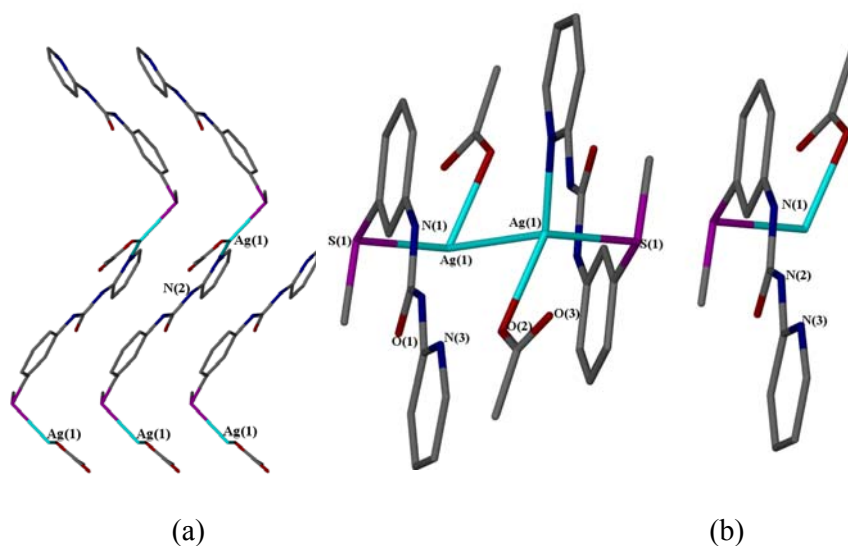 Ag(1)
N(2)
Ag(1)
Ag(1)
Ag(1)
N(1)
S(1)
Ag(1)
Ag(1)
S(1)
O(1)
N(3)
O(2)
O(3)
N(1)
N(2)
N(3)
(a)
(b)